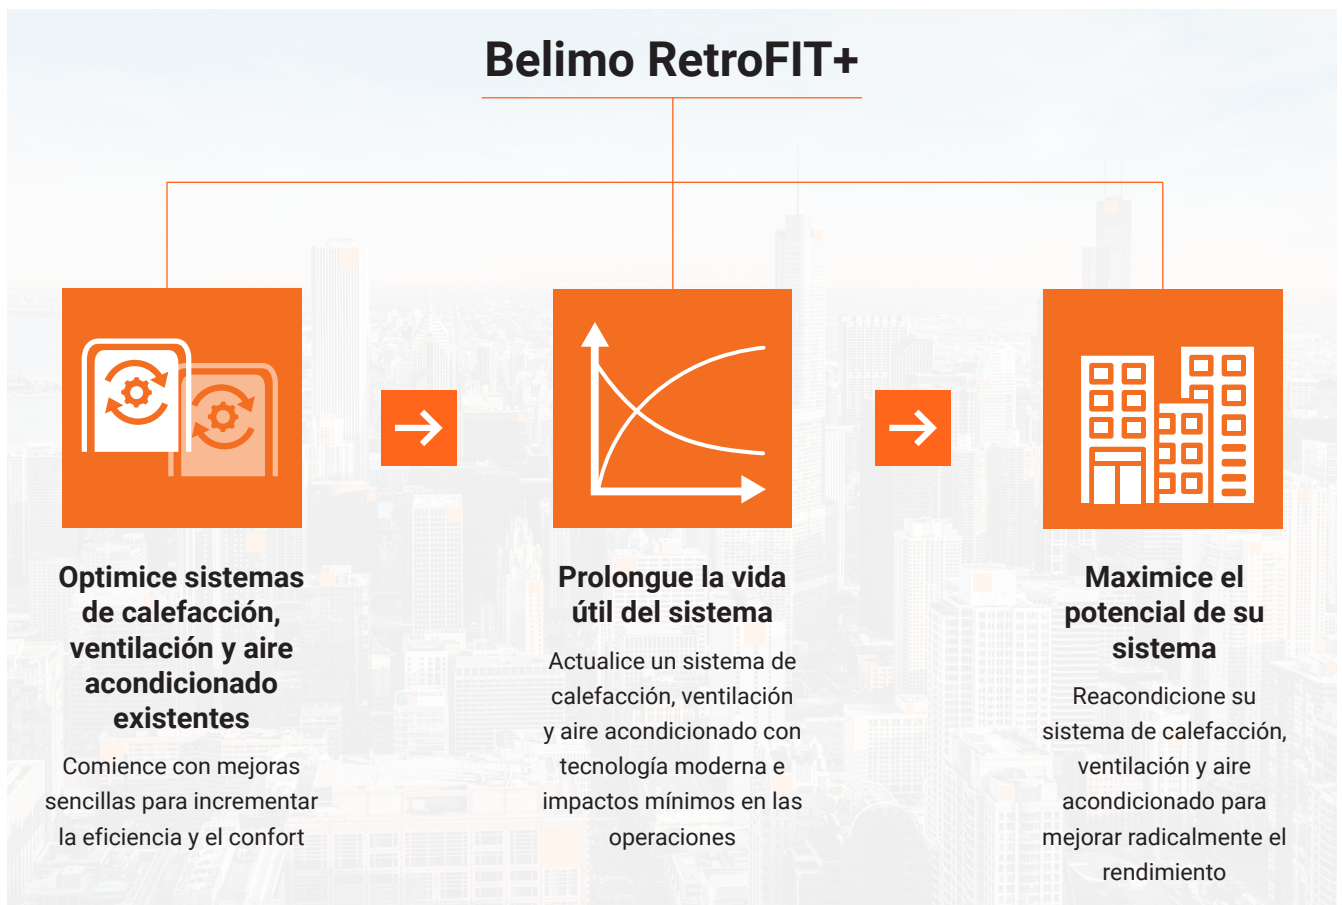 Belimo RetroFIT+
Optimice sistemas
de calefacción,
ventilación y aire
acondicionado
existentes
Comience con mejoras
sencillas para incrementar
la eficiencia y el confort
Prolongue la vida
útil del sistema
Actualice un sistema de
calefacción, ventilación
y aire acondicionado con
tecnología moderna e
impactos mínimos en las
operaciones
Maximice el
potencial de su
sistema
Reacondicione su
sistema de calefacción,
ventilación y aire
acondicionado para
mejorar radicalmente el
rendimiento